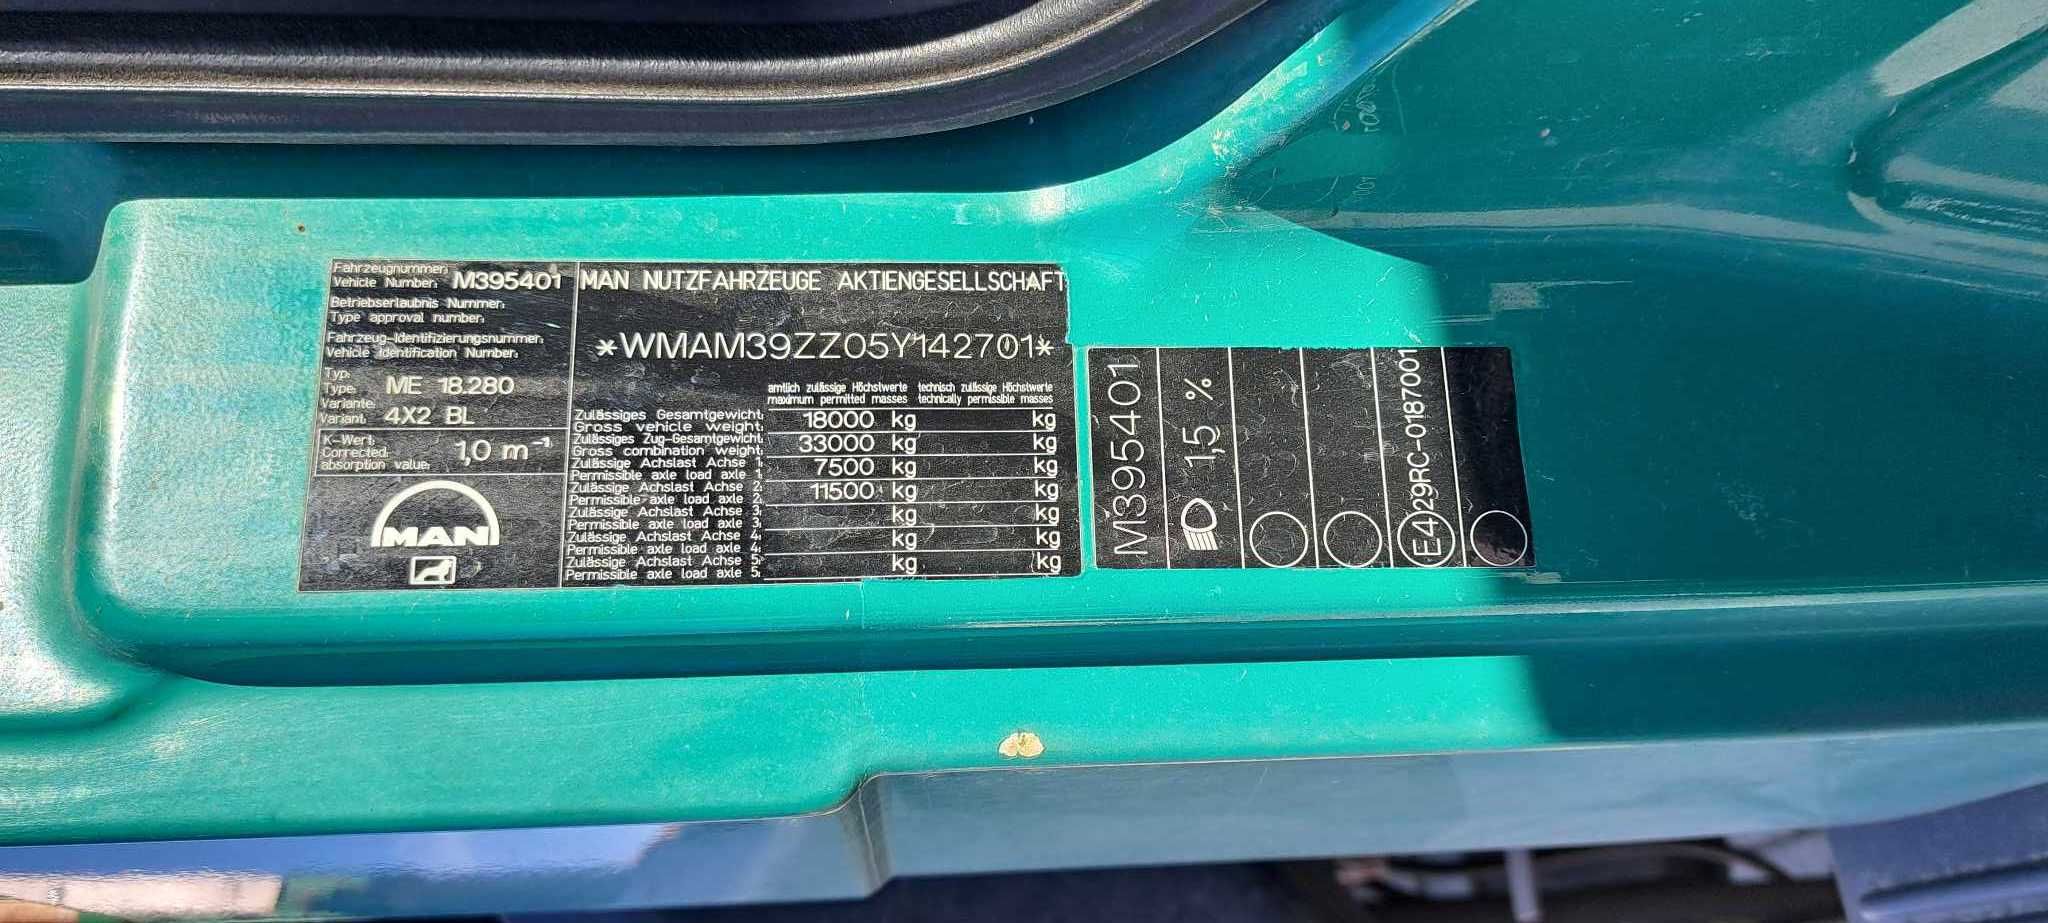 Fahrzeugnummer:
Vehicle Number: M395401
Betriebserlaubnis Nummer:
Type approval number:
Fahrzeug-Identifizierungsnummer:
Vehicle Identification Number:
Typ:
Type: ME 18.280
Variante:
Variant: 4X2 BL
K-Wert:
Corrected
absorption value: 1,0 m⁻¹
MAN
MAN NUTZFAHRZEUGE AKTIENGESELLSCHAFT
*WMAM39ZZ05Y142701*
amtlich zulässige Höchstwerte technisch zulässige Höchstwerte
maximum permitted masses technically permissible masses
Zulässiges Gesamtgewicht:
Gross vehicle weight: 18000 kg kg
Zulässiges Zug-Gesamtgewicht:
Gross combination weight: 33000 kg kg
Zulässige Achslast Achse 1:
Permissible axle load axle 1: 7500 kg kg
Zulässige Achslast Achse 2:
Permissible axle load axle 2: 11500 kg kg
Zulässige Achslast Achse 3:
Permissible axle load axle 3: kg kg
Zulässige Achslast Achse 4:
Permissible axle load axle 4: kg kg
Zulässige Achslast Achse 5:
Permissible axle load axle 5: kg kg
M395401
1,5 %
E4 29RC-0187001